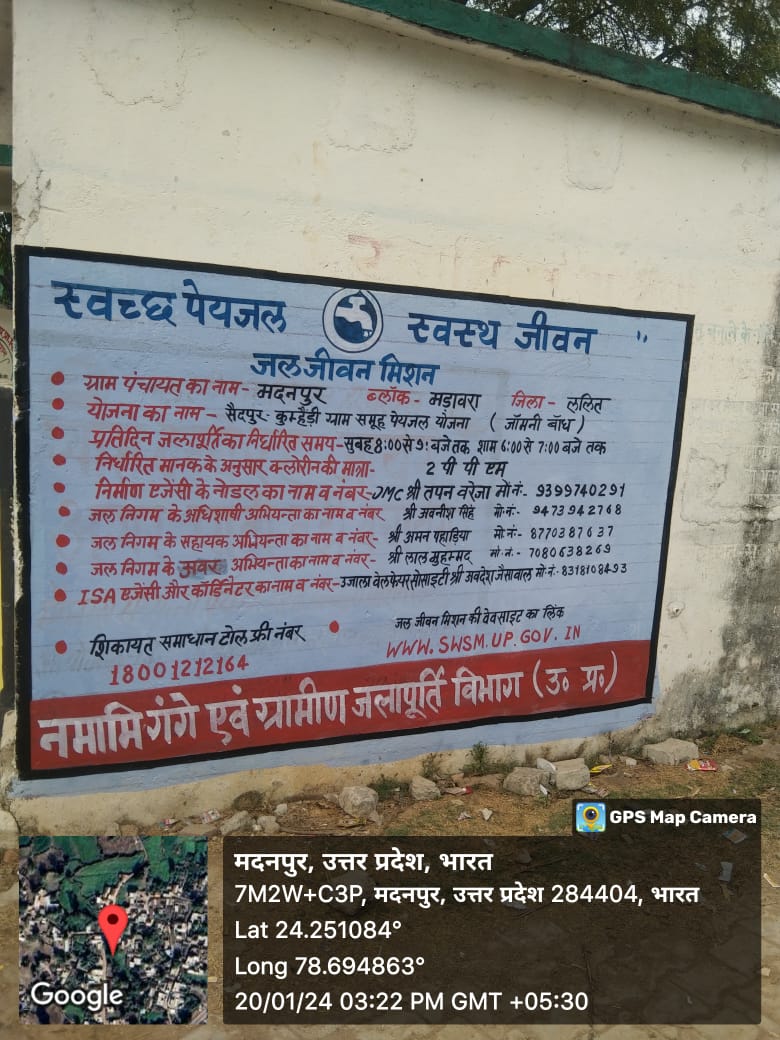 स्वच्छ पेयजल स्वस्थ जीवन
जल जीवन मिशन
ग्राम पंचायत का नाम- मदनपुर ब्लॉक- मड़ावरा जिला- ललित
योजना का नाम - सैदपुर कुम्हैड़ी ग्राम समूह पेयजल योजना (जॉमनी बाँध)
प्रतिदिन जलापूर्ति का निर्धारित समय-सुबह 8:00 से 9: बजे तक शाम 6:00 से 7:00 बजे तक
निर्धारित मानक के अनुसार क्लोरीन की मात्रा- 2 पी पी एम
निर्माण एजेंसी के नोडल का नाम व नंबर-JMC श्री तपन वरेजा मो नं- 9399740291
जल निगम के अधिशाषी अभियन्ता का नाम व नंबर श्री अवनीश सिंह मो नं- 9473942768
जल निगम के सहायक अभियन्ता का नाम व नंबर- श्री अमन पहाड़िया मो नं- 8770387637
जल निगम के अवर अभियन्ता का नाम व नंबर- श्री लाल मुहम्मद मो नं- 7080638269
ISA एजेंसी और कॉर्डिनेटर का नाम व नंबर-उजाला वेलफेयर सोसाइटी श्री अवदेश जैसावाल मो नं- 8318108493
शिकायत समाधान टोल फ्री नंबर
18001212164
जल जीवन मिशन की वेवसाइट का लिंक
WWW.SWSM.UP.GOV.IN
नमामि गंगे एवं ग्रामीण जलापूर्ति विभाग (उ० प्र०)
GPS Map Camera
मदनपुर, उत्तर प्रदेश, भारत
7M2W+C3P, मदनपुर, उत्तर प्रदेश 284404, भारत
Lat 24.251084°
Long 78.694863°
20/01/24 03:22 PM GMT +05:30
Google